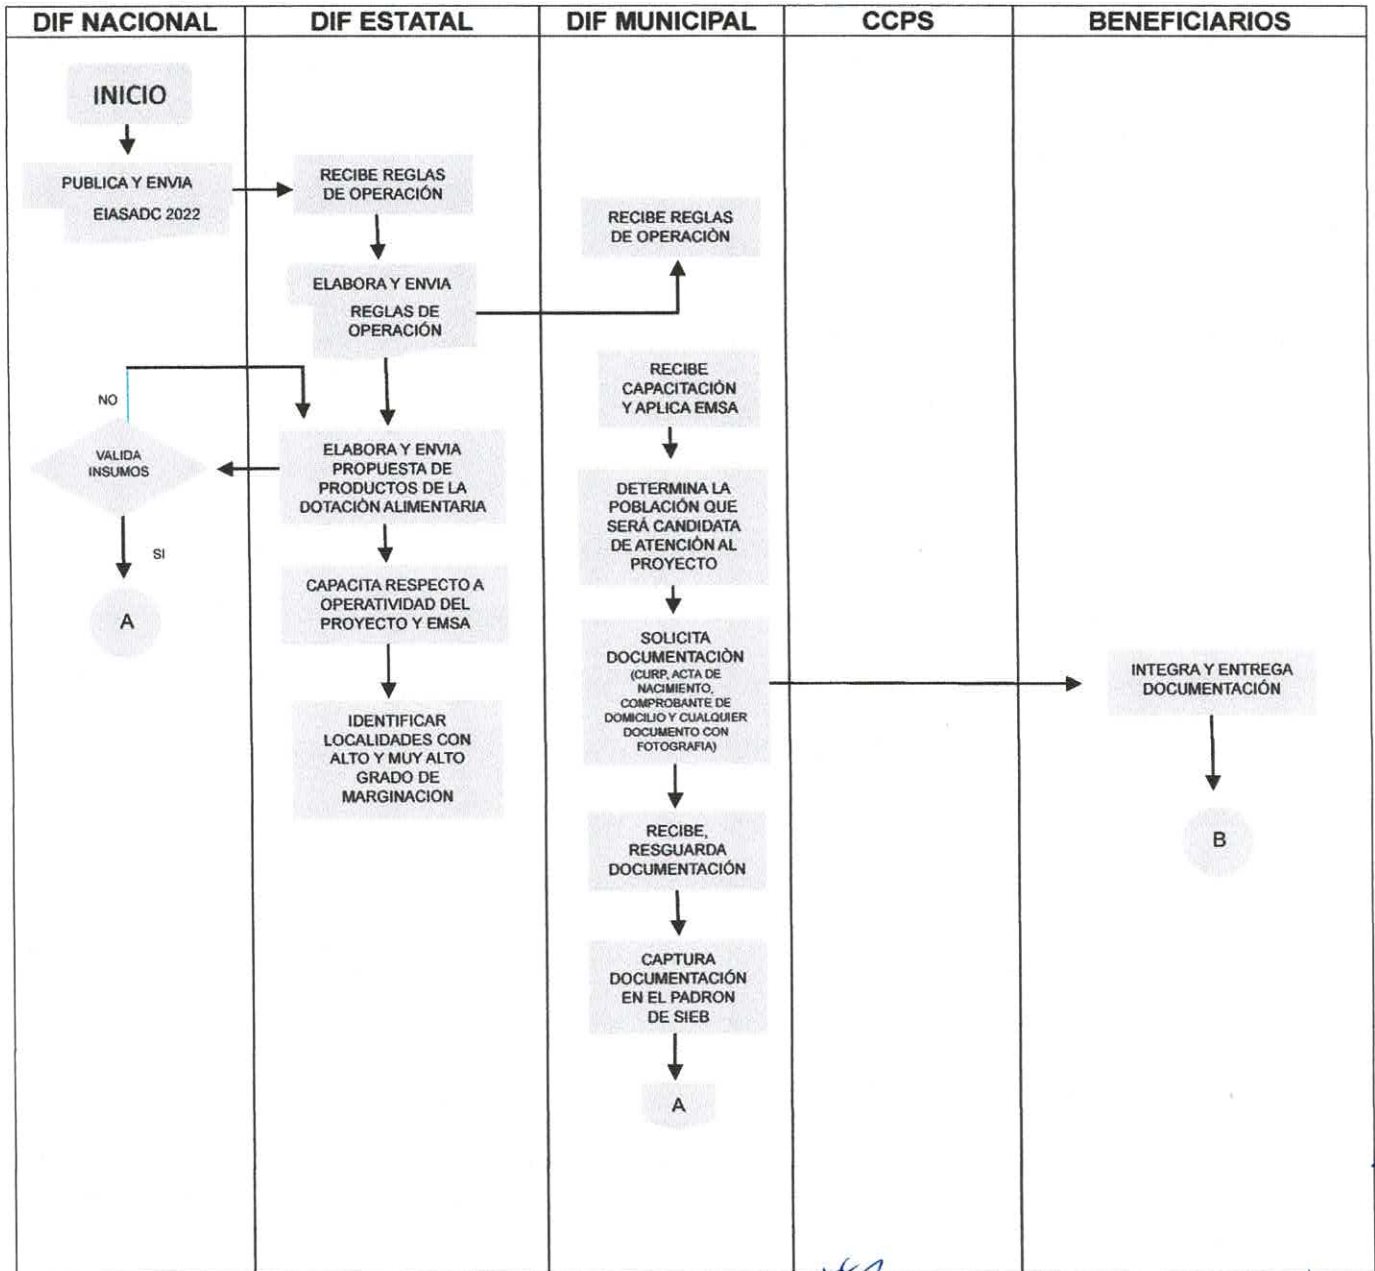 DIF NACIONAL
DIF ESTATAL
DIF MUNICIPAL
CCPS
BENEFICIARIOS
INICIO
PUBLICA Y ENVIA
EIASADC 2022
NO
VALIDA
INSUMOS
SI
A
RECIBE REGLAS
DE OPERACIÓN
ELABORA Y ENVIA
REGLAS DE
OPERACIÓN
ELABORA Y ENVIA
PROPUESTA DE
PRODUCTOS DE LA
DOTACIÒN ALIMENTARIA
CAPACITA RESPECTO A
OPERATIVIDAD DEL
PROYECTO Y EMSA
IDENTIFICAR
LOCALIDADES CON
ALTO Y MUY ALTO
GRADO DE
MARGINACION
RECIBE REGLAS
DE OPERACIÒN
RECIBE
CAPACITACIÓN
Y APLICA EMSA
DETERMINA LA
POBLACIÓN QUE
SERÁ CANDIDATA
DE ATENCIÓN AL
PROYECTO
SOLICITA
DOCUMENTACIÒN
(CURP, ACTA DE
NACIMIENTO,
COMPROBANTE DE
DOMICILIO Y CUALQUIER
DOCUMENTO CON
FOTOGRAFIA)
RECIBE,
RESGUARDA
DOCUMENTACIÓN
CAPTURA
DOCUMENTACIÓN
EN EL PADRON
DE SIEB
A
INTEGRA Y ENTREGA
DOCUMENTACIÓN
B